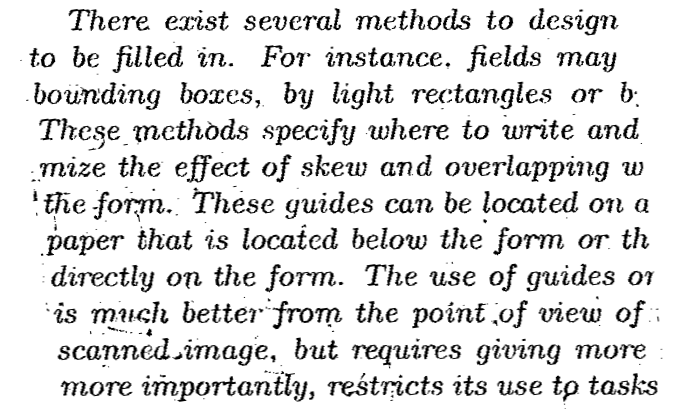 There exist several methods to design
to be filled in. For instance, fields may
bounding boxes, by light rectangles or
These methods specify where to write and
mize the effect of skew and overlapping
the form. These guides can be located on a
paper that is located below the form or
directly on the form. The use of guides
is much better from the point of view of
scanned image, but requires giving more
more importantly, restricts its use to tasks